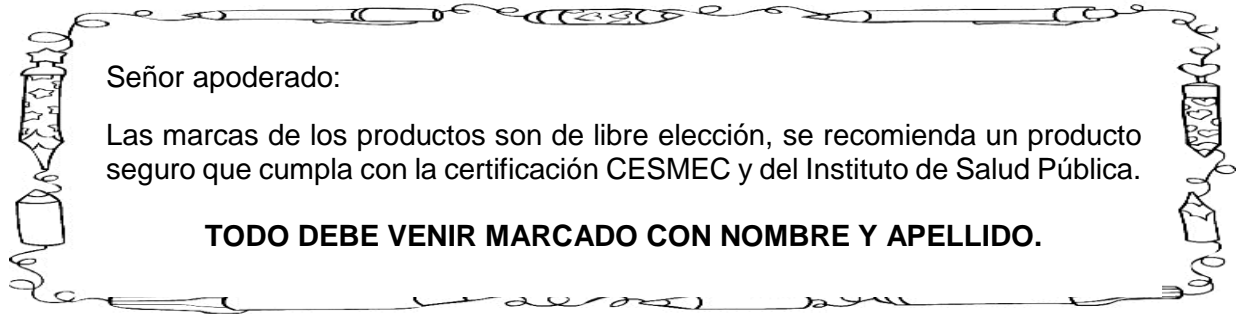 Señor apoderado:
Las marcas de los productos son de libre elección, se recomienda un producto
seguro que cumpla con la certificación CESMEC y del Instituto de Salud Pública.
TODO DEBE VENIR MARCADO CON NOMBRE Y APELLIDO.